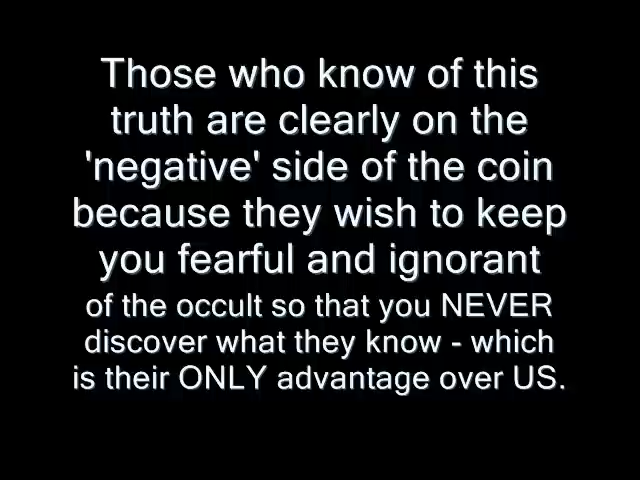 Those who know of this
truth are clearly on the
'negative' side of the coin
because they wish to keep
you fearful and ignorant
of the occult so that you NEVER
discover what they know - which
is their ONLY advantage over US.